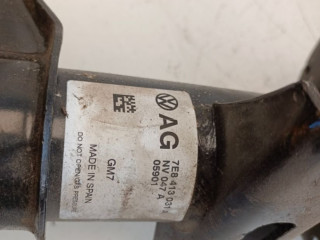 AG
7E8 413 031
NV 047 A
05901
GM7
MADE IN SPAIN
DO NOT OPEN